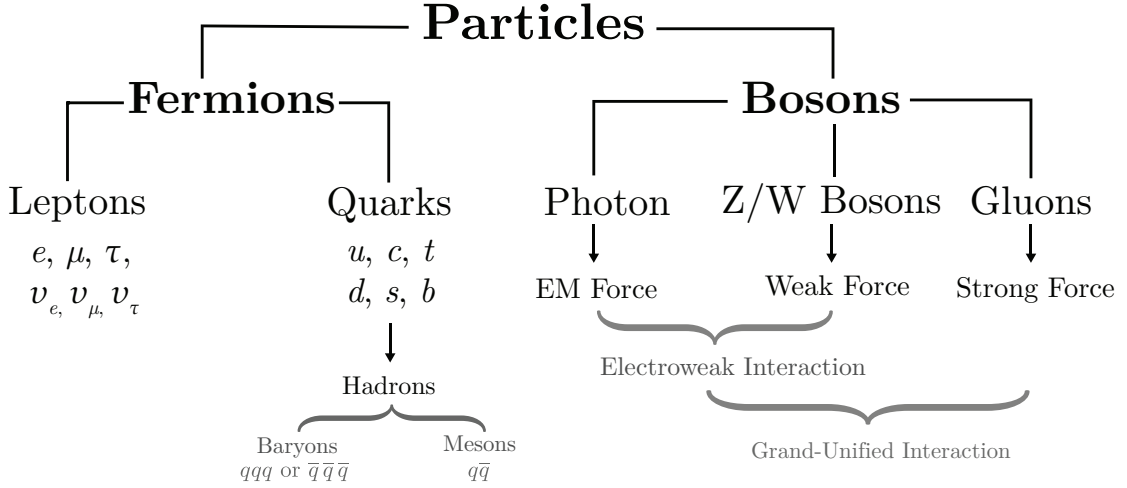 Particles
Fermions
Bosons
Leptons
Quarks
Photon
Z/W Bosons
Gluons
e, μ, τ,
υₑ, υ_μ, υ_τ
u, c, t
d, s, b
EM Force
Weak Force
Strong Force
Electroweak Interaction
Hadrons
Baryons
qqq or q̅ q̅ q̅
Mesons
qq̅
Grand-Unified Interaction